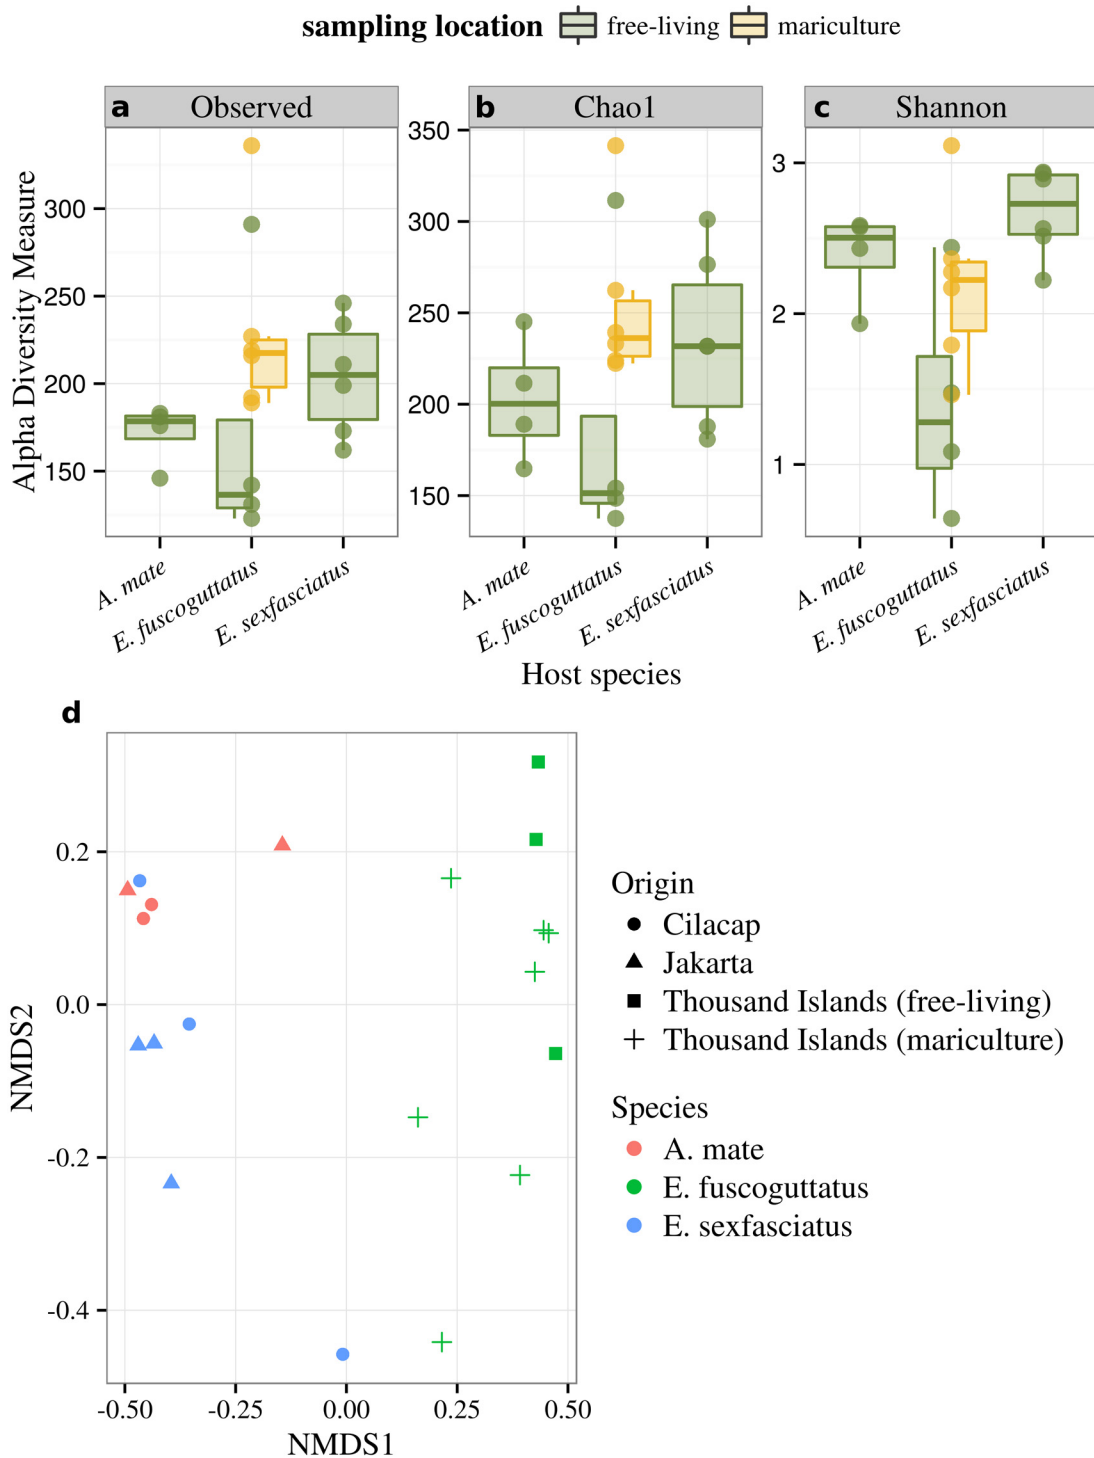 sampling location free-living mariculture
a Observed
b Chao1
c Shannon
Alpha Diversity Measure
300
250
200
150
350
300
250
200
150
3
2
1
A. mate
E. fuscoguttatus
E. sexfasciatus
A. mate
E. fuscoguttatus
E. sexfasciatus
A. mate
E. fuscoguttatus
E. sexfasciatus
Host species
d
NMDS2
0.2
0.0
-0.2
-0.4
-0.50 -0.25 0.00 0.25 0.50
NMDS1
Origin
Cilacap
Jakarta
Thousand Islands (free-living)
Thousand Islands (mariculture)
Species
A. mate
E. fuscoguttatus
E. sexfasciatus